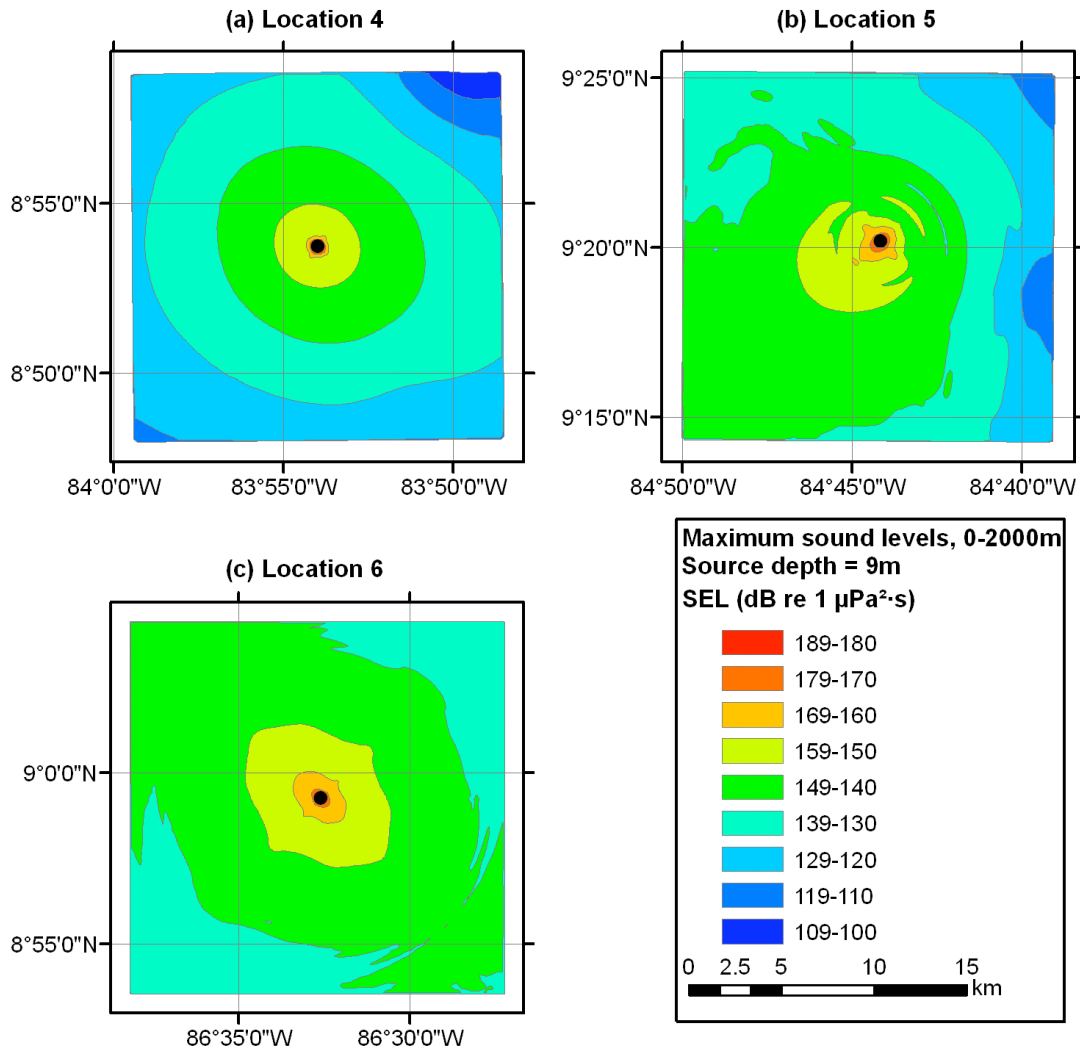 (a) Location 4
8°55'0"N
8°50'0"N
84°00'W 83°55'0"W 83°50'0"W
(b) Location 5
9°25'0"N
9°20'0"N
9°15'0"N
84°50'W 84°45'0"W 84°40'0"W
(c) Location 6
9°0'0"N
8°55'0"N
86°35'0"W 86°30'0"W
Maximum sound levels, 0-2000m
Source depth = 9m
SEL (dB re 1 µPa²·s)
189-180
179-170
169-160
159-150
149-140
139-130
129-120
119-110
109-100
0 2.5 5 10 15
km